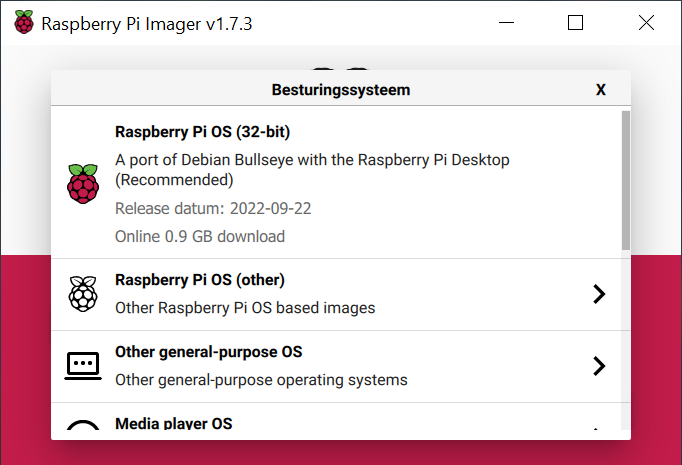 Raspberry Pi Imager v1.7.3
Besturingssysteem
X
Raspberry Pi OS (32-bit)
A port of Debian Bullseye with the Raspberry Pi Desktop
(Recommended)
Release datum: 2022-09-22
Online 0.9 GB download
Raspberry Pi OS (other)
Other Raspberry Pi OS based images
Other general-purpose OS
Other general-purpose operating systems
Media player OS